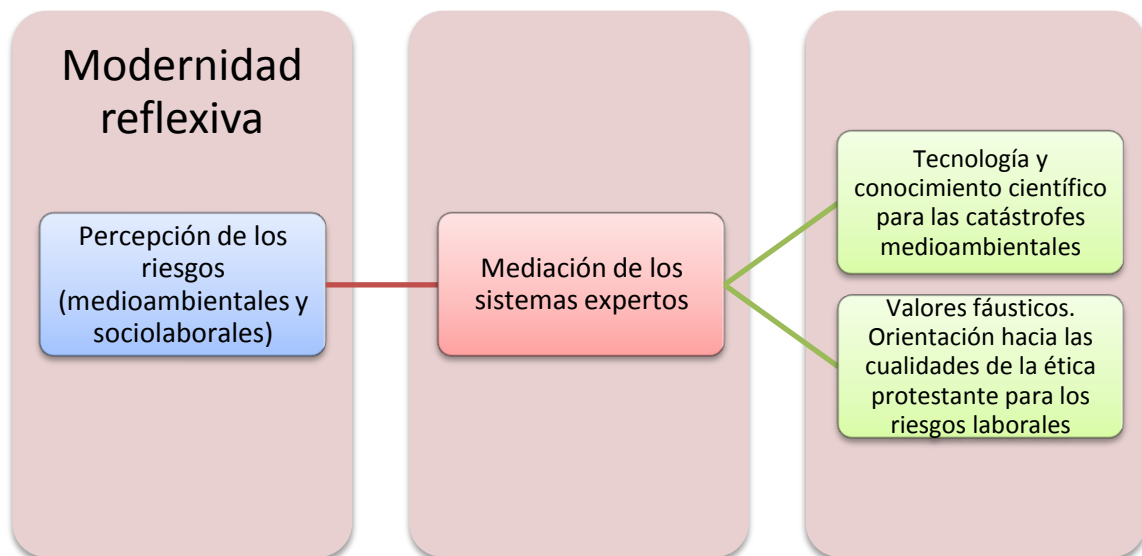 Modernidad
reflexiva
Percepción de los
riesgos
(medioambientales y
sociolaborales)
Mediación de los
sistemas expertos
Tecnología y
conocimiento científico
para las catástrofes
medioambientales
Valores fáusticos.
Orientación hacia las
cualidades de la ética
protestante para los
riesgos laborales